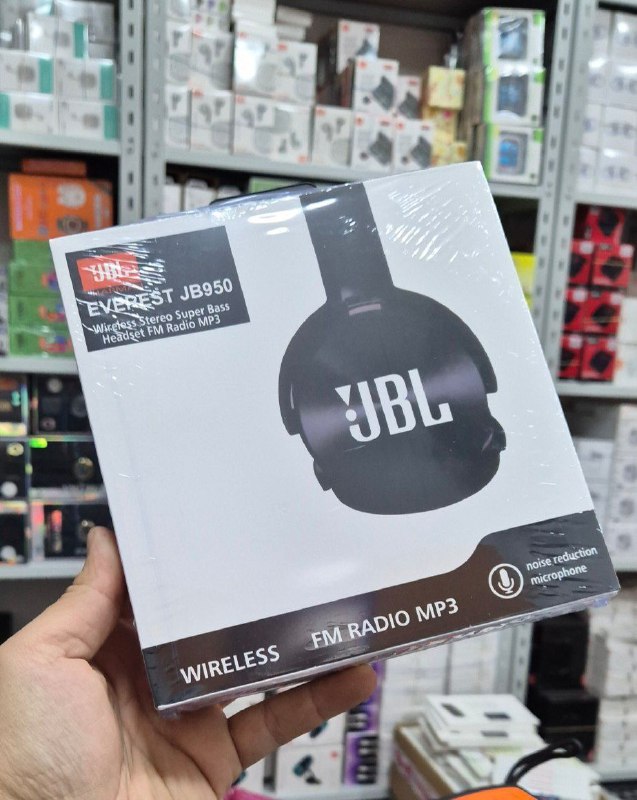 JBL
EVEREST JB950
Wireless Stereo Super Bass
Headset FM Radio MP3
JBL
noise reduction
microphone
WIRELESS FM RADIO MP3